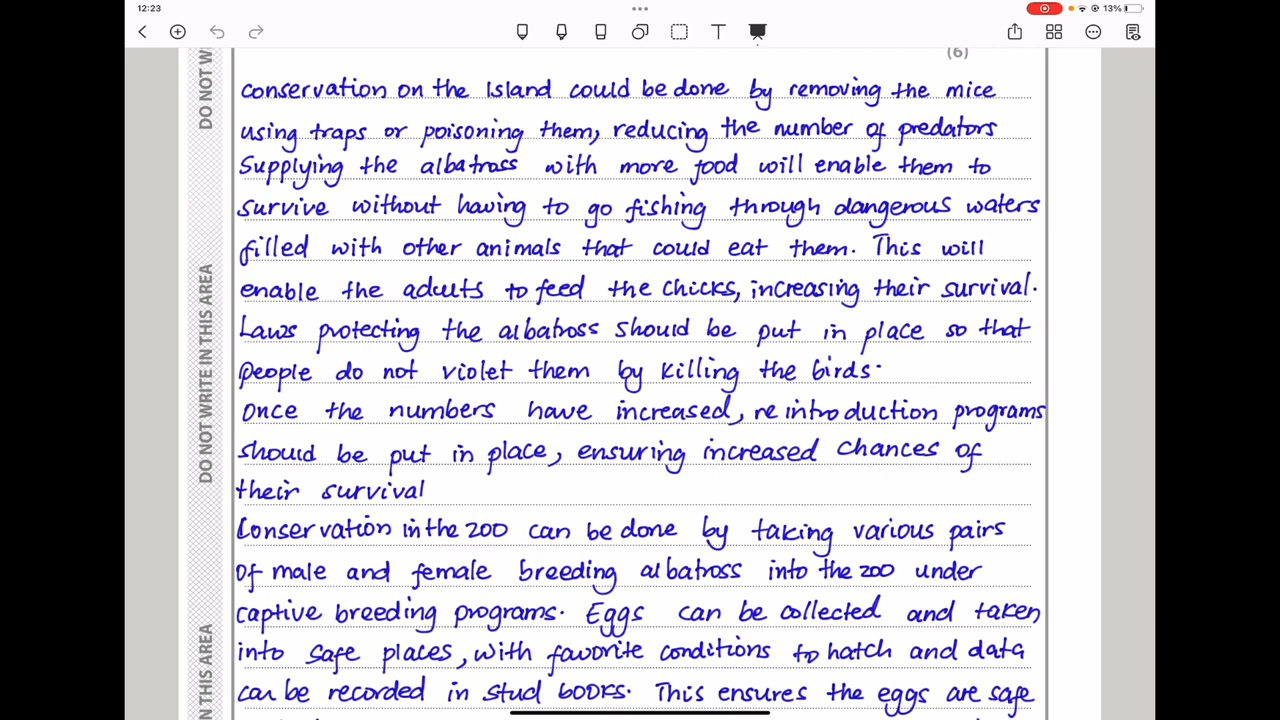 12:23
13%
DO NOT W
(6)
conservation on the Island could be done by removing the mice
using traps or poisoning them, reducing the number of predators
Supplying the albatross with more food will enable them to
survive without having to go fishing through dangerous waters
filled with other animals that could eat them. This will
enable the adults to feed the chicks, increasing their survival.
Laws protecting the albatross should be put in place so that
people do not violet them by killing the birds.
Once the numbers have increased, reintroduction programs
should be put in place, ensuring increased chances of
their survival
Conservation in the zoo can be done by taking various pairs
of male and female breeding albatross into the zoo under
captive breeding programs. Eggs can be collected and taken
into safe places, with favorite conditions to hatch and data
can be recorded in stud books. This ensures the eggs are safe
DO NOT WRITE IN THIS AREA
N THIS AREA